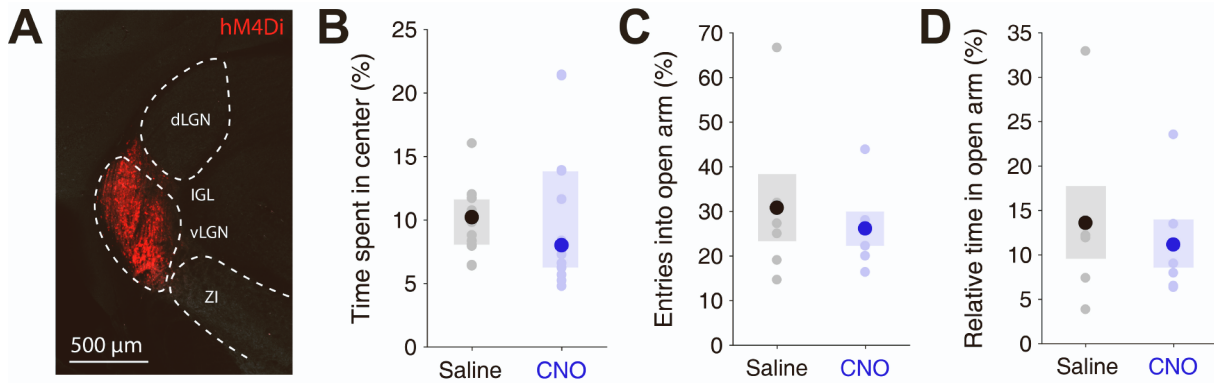 A
hM4Di
dLGN
IGL
vLGN
ZI
500 µm
B
Time spent in center (%)
25
20
15
10
5
0
Saline
CNO
C
Entries into open arm (%)
70
60
50
40
30
20
10
0
Saline
CNO
D
Relative time in open arm (%)
35
30
25
20
15
10
5
0
Saline
CNO